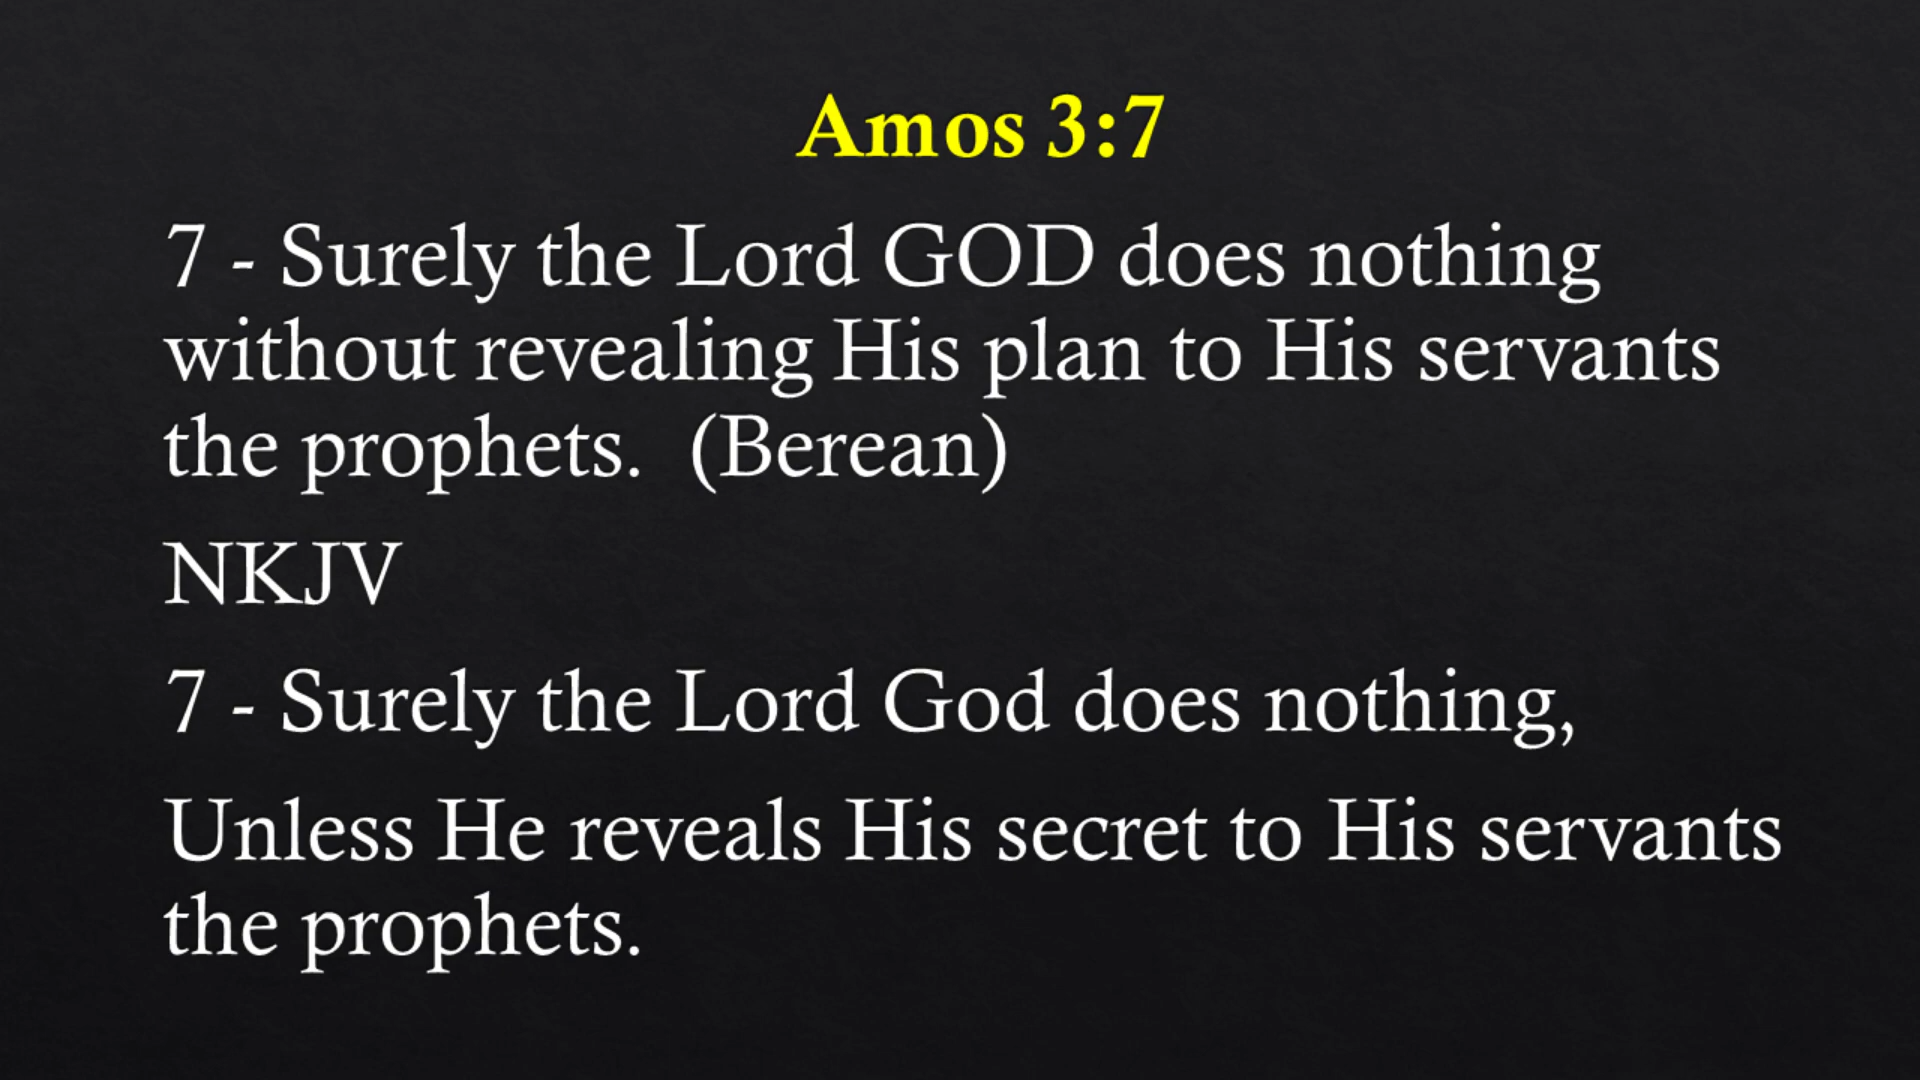 Amos 3:7
7 - Surely the Lord GOD does nothing
without revealing His plan to His servants
the prophets.  (Berean)
NKJV
7 - Surely the Lord God does nothing,
Unless He reveals His secret to His servants
the prophets.